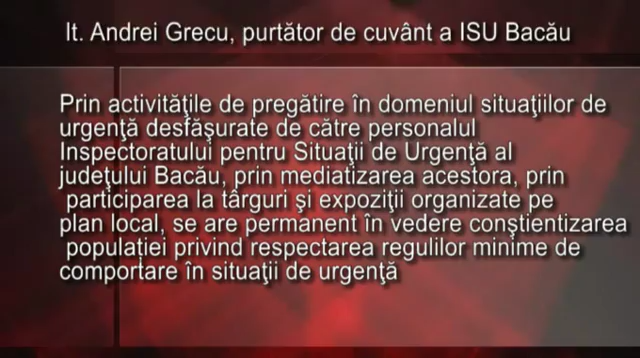 lt. Andrei Grecu, purtător de cuvânt a ISU Bacău
Prin activităţile de pregătire în domeniul situaţiilor de
urgenţă desfăşurate de către personalul
Inspectoratului pentru Situaţii de Urgenţă al
judeţului Bacău, prin mediatizarea acestora, prin
participarea la târguri şi expoziţii organizate pe
plan local, se are permanent în vedere conştientizarea
populaţiei privind respectarea regulilor minime de
comportare în situaţii de urgenţă